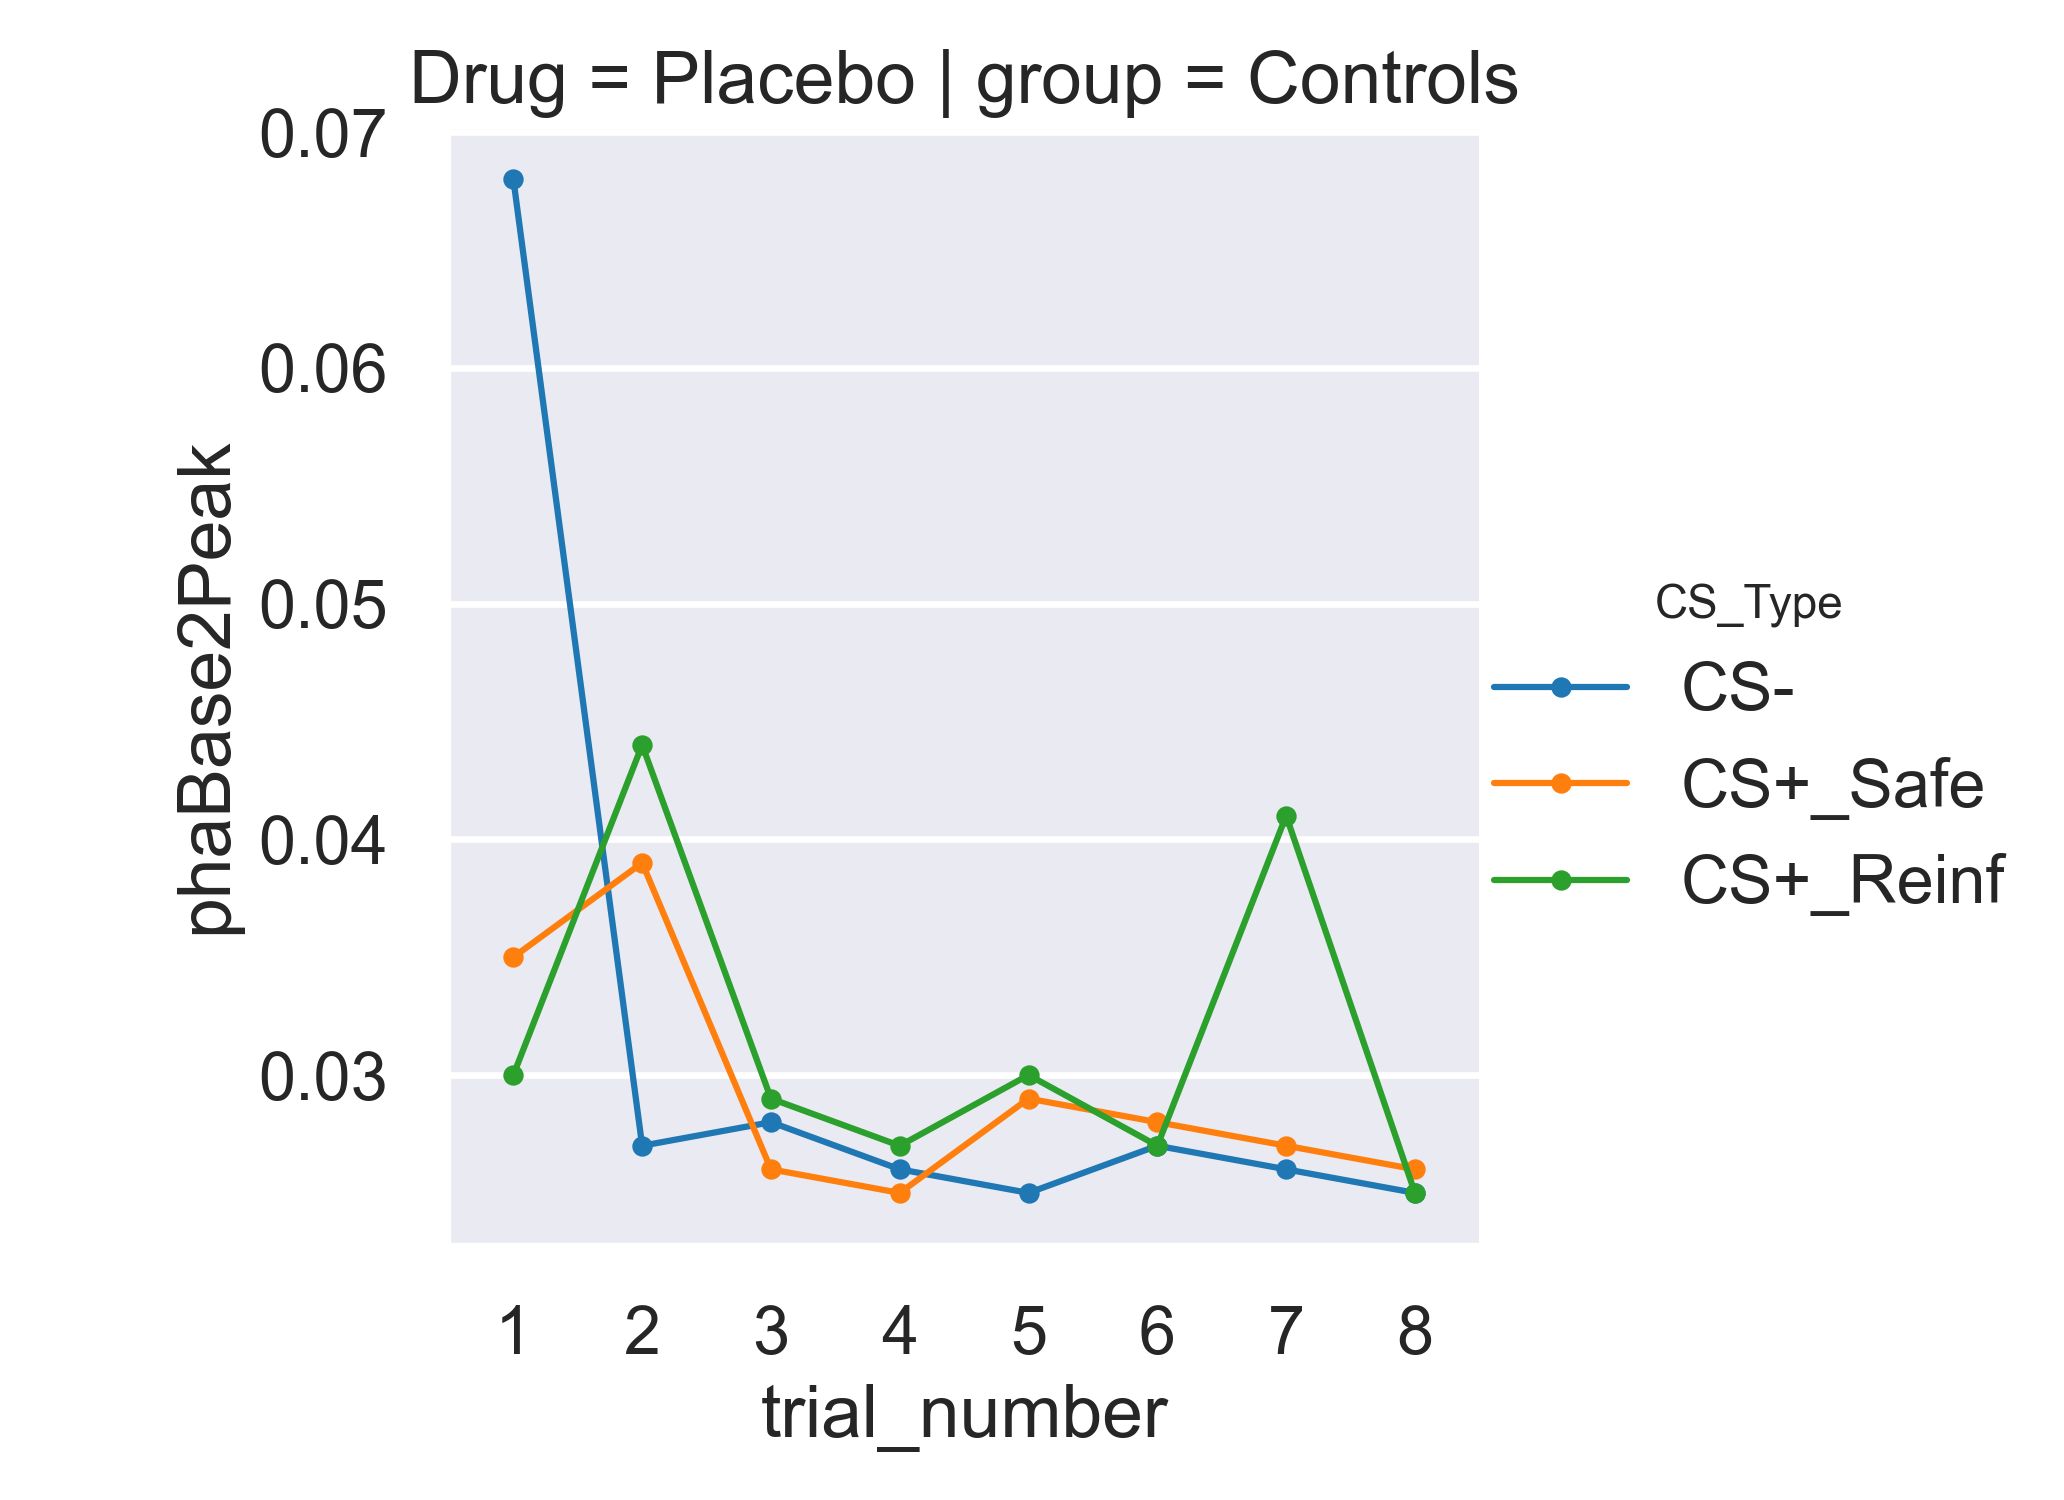 Drug = Placebo | group = Controls
0.07
0.06
0.05
0.04
0.03
phaBase2Peak
1 2 3 4 5 6 7 8
trial_number
CS_Type
CS-
CS+_Safe
CS+_Reinf